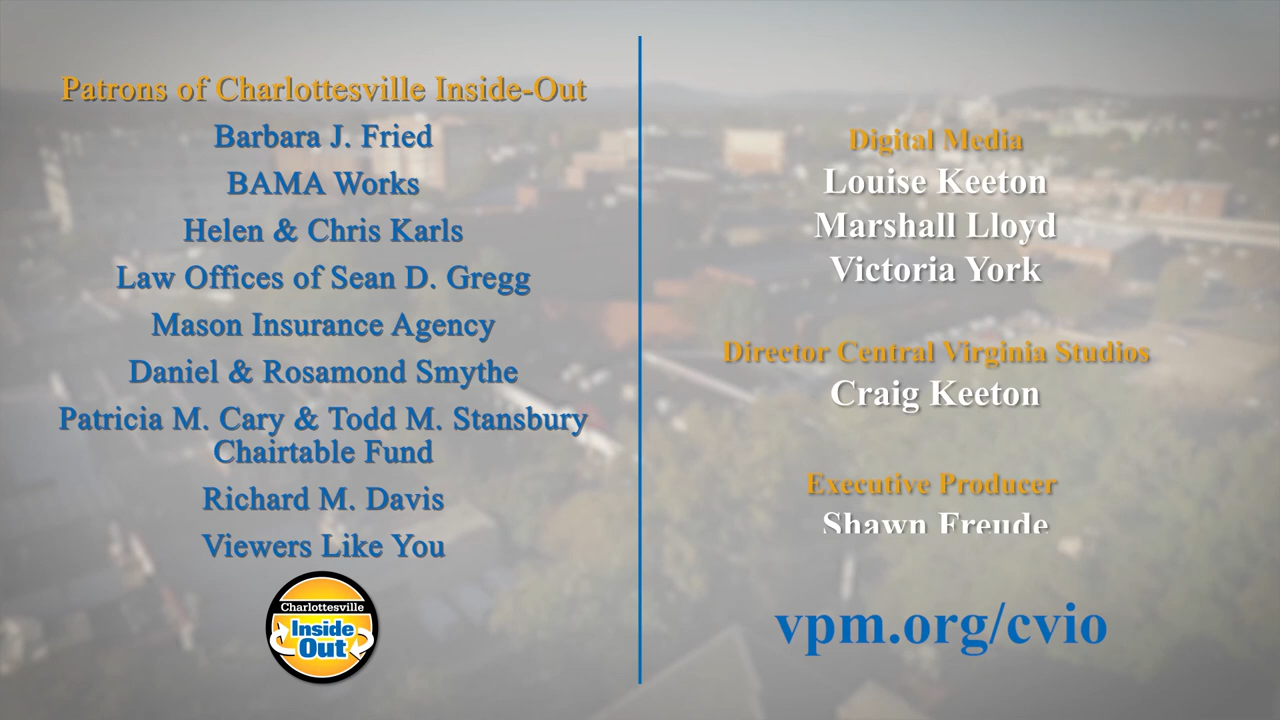 Patrons of Charlottesville Inside-Out
Barbara J. Fried
BAMA Works
Helen & Chris Karls
Law Offices of Sean D. Gregg
Mason Insurance Agency
Daniel & Rosamond Smythe
Patricia M. Cary & Todd M. Stansbury
Chairtable Fund
Richard M. Davis
Viewers Like You
Charlottesville
Inside
Out
Digital Media
Louise Keeton
Marshall Lloyd
Victoria York
Director Central Virginia Studios
Craig Keeton
Executive Producer
Shawn Freude
vpm.org/cvio